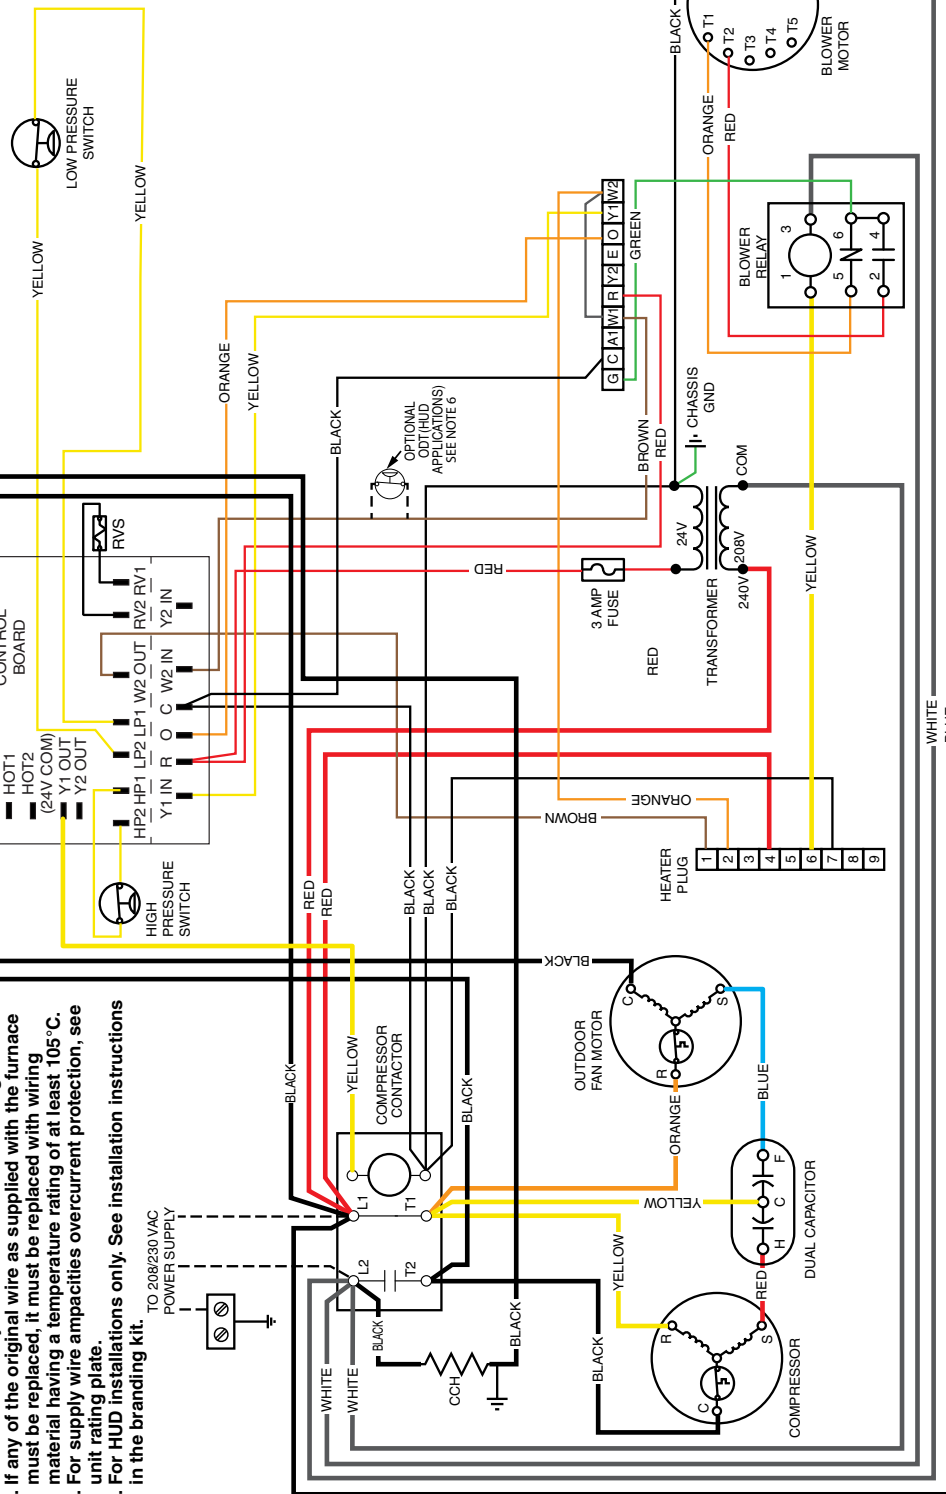 . If any of the original wire as supplied with the furnace
must be replaced, it must be replaced with wiring
material having a temperature rating of at least 105°C.
. For supply wire ampacities overcurrent protection, see
unit rating plate.
. For HUD installations only. See installation instructions
in the branding kit.
LOW PRESSURE
SWITCH
YELLOW
YELLOW
BLACK
T1
T2
T3
T4
T5
BLOWER
MOTOR
ORANGE
RED
GREEN
G C A1 W1 R Y2 E O Y1 W2
BLOWER
RELAY
1
3
5
6
2
4
ORANGE
YELLOW
BLACK
OPTIONAL
ODT(HUD
APPLICATIONS)
SEE NOTE 6
CHASSIS
GND
BROWN
RED
COM
24V
208V
240V
TRANSFORMER
YELLOW
RED
3 AMP
FUSE
RED
RVS
CONTROL
BOARD
HP2 HP1 LP2 LP1 W2 OUT RV2 RV1
Y1 IN R O C W2 IN Y2 IN
HOT1
HOT2
(24V COM)
Y1 OUT
Y2 OUT
WHITE
ORANGE
BROWN
HIGH
PRESSURE
SWITCH
RED
RED
BLACK
BLACK
BLACK
HEATER
PLUG
1
2
3
4
5
6
7
8
9
BLACK
OUTDOOR
FAN MOTOR
C
S
R
BLACK
YELLOW
COMPRESSOR
CONTACTOR
BLACK
ORANGE
BLUE
L1
T1
L2
T2
YELLOW
YELLOW
F
C
H
DUAL CAPACITOR
TO 208/230 VAC
POWER SUPPLY
RED
BLACK
BLACK
BLACK
WHITE
WHITE
CCH
R
S
C
COMPRESSOR